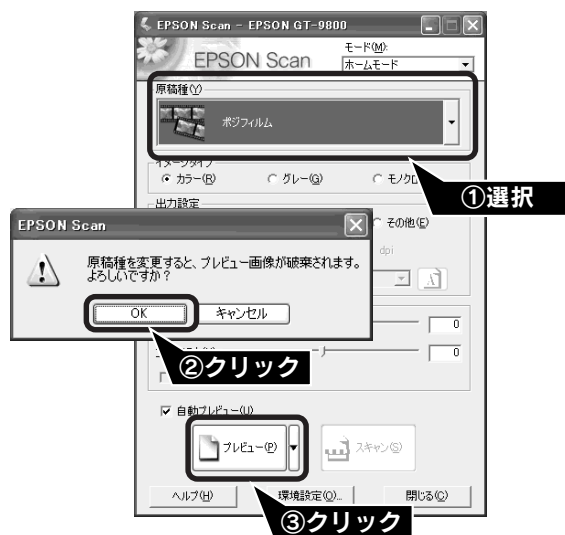 EPSON Scan - EPSON GT-9800
EPSON Scan
モード(M):
ホームモード
原稿種(Y)
ポジフィルム
イメージタイプ
カラー(R)
グレー(G)
モノクロ
①選択
出力設定
その他(E)
dpi
EPSON Scan
原稿種を変更すると、プレビュー画像が破棄されます。
よろしいですか？
OK
キャンセル
0
0
②クリック
自動プレビュー(U)
プレビュー(P)
スキャン(S)
ヘルプ(H)
環境設定(O)...
閉じる(C)
③クリック